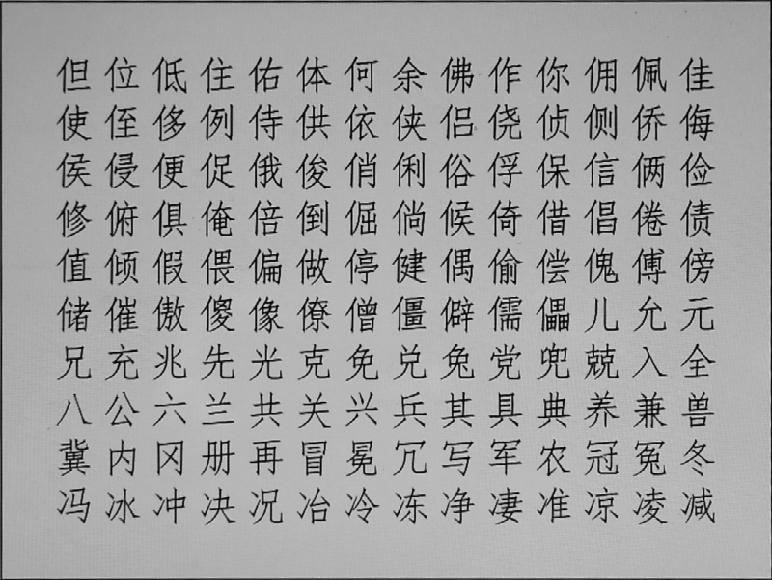 但位低住佑体何余佛作你佣佩佳
使侄侈例侍供依侠侣侥侦侧侨侮
侯侵便促俄俊俏俐俗俘保信俩俭
修俯俱俺倍倒倔倘候倚借倡倦债
值倾假偎偏做停健偶偷偿傀傅傍
储催傲傻像僚僧僵僻儒儡儿允元
兄充兆先光克免兑兔党兜兢入全
八公六兰共关兴兵其具典养兼兽
冀内冈册再冒冕冗写军农冠冤冬
冯冰冲决况冶冷冻净凄准凉凌减